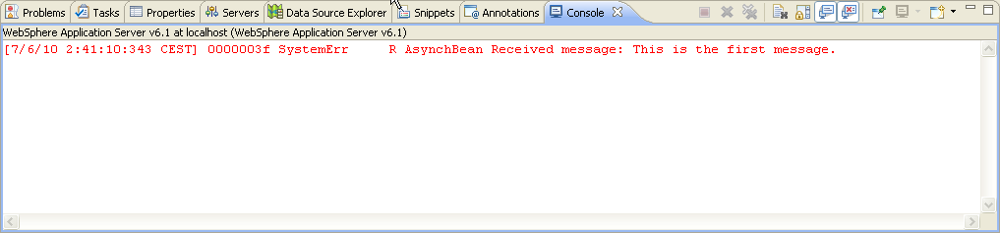 Problems Tasks Properties Servers Data Source Explorer Snippets Annotations Console
WebSphere Application Server v6.1 at localhost (WebSphere Application Server v6.1)
[7/6/10 2:41:10:343 CEST] 0000003f SystemErr     R AsynchBean Received message: This is the first message.